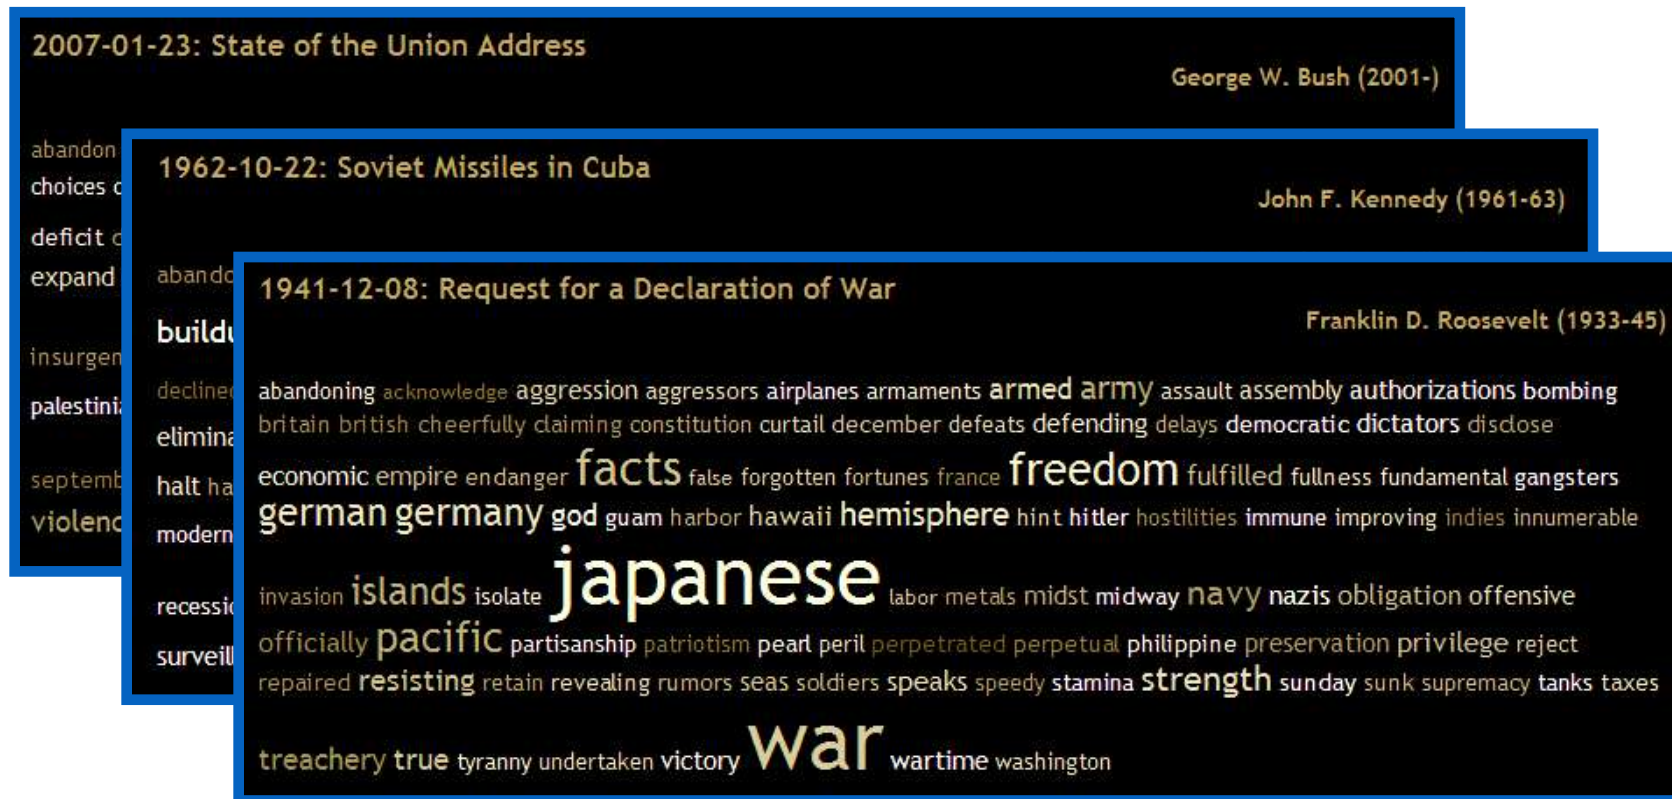 2007-01-23: State of the Union Address
George W. Bush (2001-)
abandon
choices
deficit
expand
palestini
violenc
1962-10-22: Soviet Missiles in Cuba
John F. Kennedy (1961-63)
abando
buildu
declined
elimina
halt ha
modern
recessio
surveill
1941-12-08: Request for a Declaration of War
Franklin D. Roosevelt (1933-45)
abandoning acknowledge aggression aggressors airplanes armaments armed army assault assembly authorizations bombing
britain british cheerfully claiming constitution curtail december defeats defending delays democratic dictators disclose
economic empire endanger facts false forgotten fortunes france freedom fulfilled fullness fundamental gangsters
german germany god guam harbor hawaii hemisphere hint hitler hostilities immune improving indies innumerable
invasion islands isolate japanese labor metals midst midway navy nazis obligation offensive
officially pacific partisanship patriotism pearl peril perpetrated perpetual philippine preservation privilege reject
repaired resisting retain revealing rumors seas soldiers speaks speedy stamina strength sunday sunk supremacy tanks taxes
treachery true tyranny undertaken victory war wartime washington